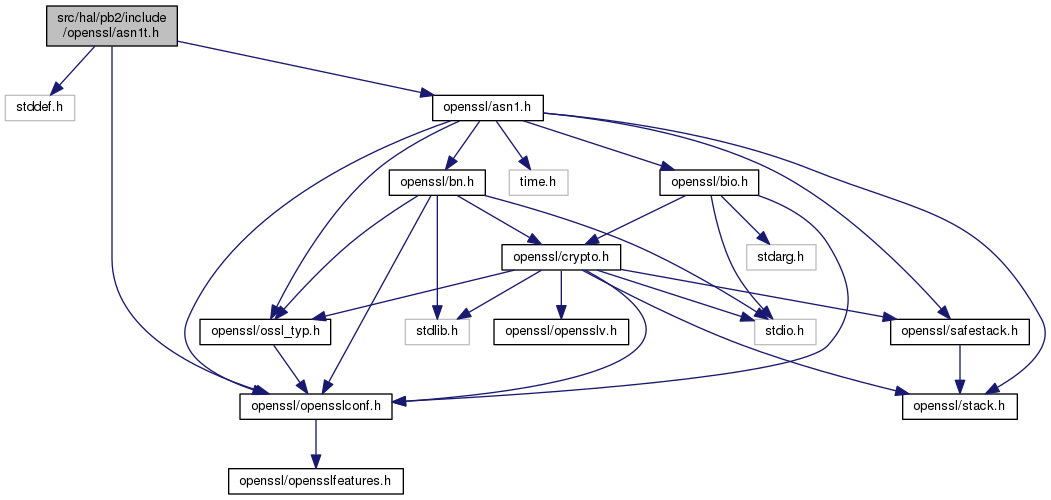 src/hal/pb2/include
/openssl/asn1t.h
stddef.h
openssl/asn1.h
openssl/bn.h
time.h
openssl/bio.h
openssl/crypto.h
stdarg.h
openssl/ossl_typ.h
stdlib.h
openssl/opensslv.h
stdio.h
openssl/safestack.h
openssl/opensslconf.h
openssl/stack.h
openssl/opensslfeatures.h